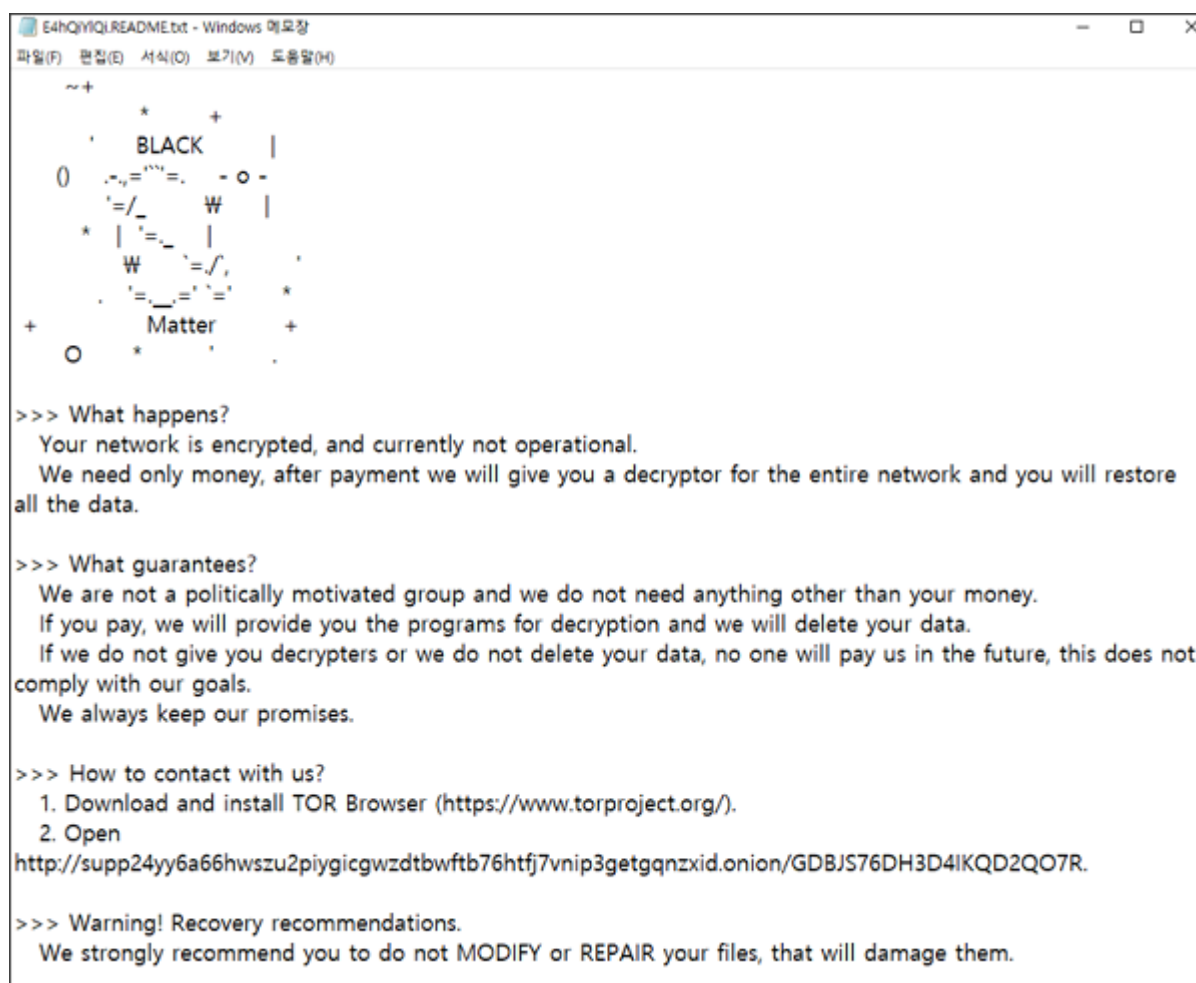 E4hQiYlQi.README.txt - Windows 메모장
파일(F) 편집(E) 서식(O) 보기(V) 도움말(H)
~+
* +
' BLACK |
() .-.,='``'=. - o -
'=/_ ₩ |
* | '=._ |
₩ `=./`, '
. '=.__.=' `=' *
+ Matter +
O * ' .
>>> What happens?
Your network is encrypted, and currently not operational.
We need only money, after payment we will give you a decryptor for the entire network and you will restore
all the data.
>>> What guarantees?
We are not a politically motivated group and we do not need anything other than your money.
If you pay, we will provide you the programs for decryption and we will delete your data.
If we do not give you decrypters or we do not delete your data, no one will pay us in the future, this does not
comply with our goals.
We always keep our promises.
>>> How to contact with us?
1. Download and install TOR Browser (https://www.torproject.org/).
2. Open
http://supp24yy6a66hwszu2piygicgwzdtbwftb76htfj7vnip3getgqnzxid.onion/GDBJS76DH3D4IKQD2QO7R.
>>> Warning! Recovery recommendations.
We strongly recommend you to do not MODIFY or REPAIR your files, that will damage them.